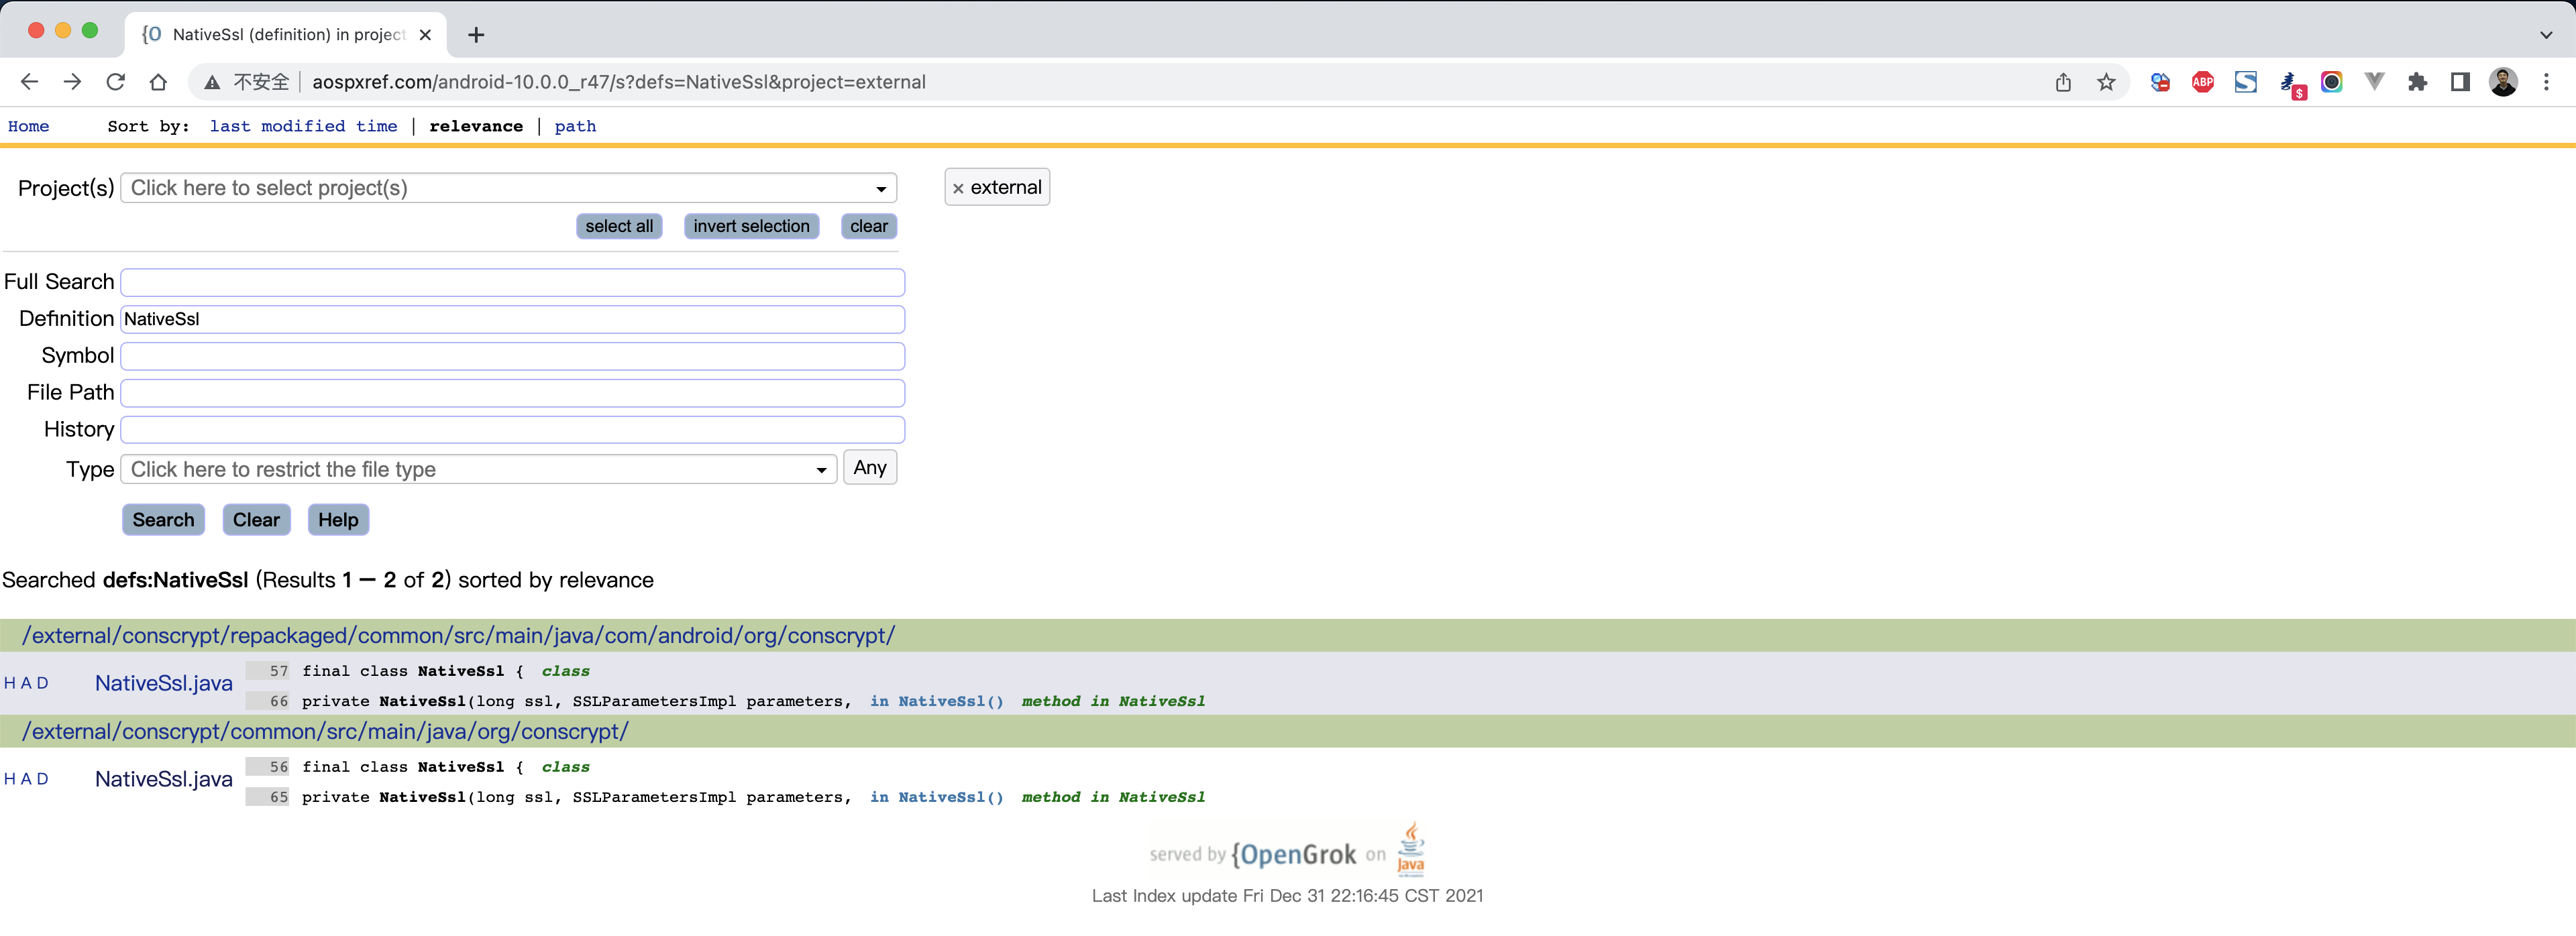 {O NativeSsl (definition) in project
不安全 aospxref.com/android-10.0.0_r47/s?defs=NativeSsl&project=external
ABP
$
Home Sort by: last modified time | relevance | path
Project(s) Click here to select project(s) × external
select all invert selection clear
Full Search
Definition NativeSsl
Symbol
File Path
History
Type Click here to restrict the file type Any
Search Clear Help
Searched defs:NativeSsl (Results 1 – 2 of 2) sorted by relevance
/external/conscrypt/repackaged/common/src/main/java/com/android/org/conscrypt/
H A D NativeSsl.java 57 final class NativeSsl { class
66 private NativeSsl(long ssl, SSLParametersImpl parameters, in NativeSsl() method in NativeSsl
/external/conscrypt/common/src/main/java/org/conscrypt/
H A D NativeSsl.java 56 final class NativeSsl { class
65 private NativeSsl(long ssl, SSLParametersImpl parameters, in NativeSsl() method in NativeSsl
served by {OpenGrok on Java
Last Index update Fri Dec 31 22:16:45 CST 2021